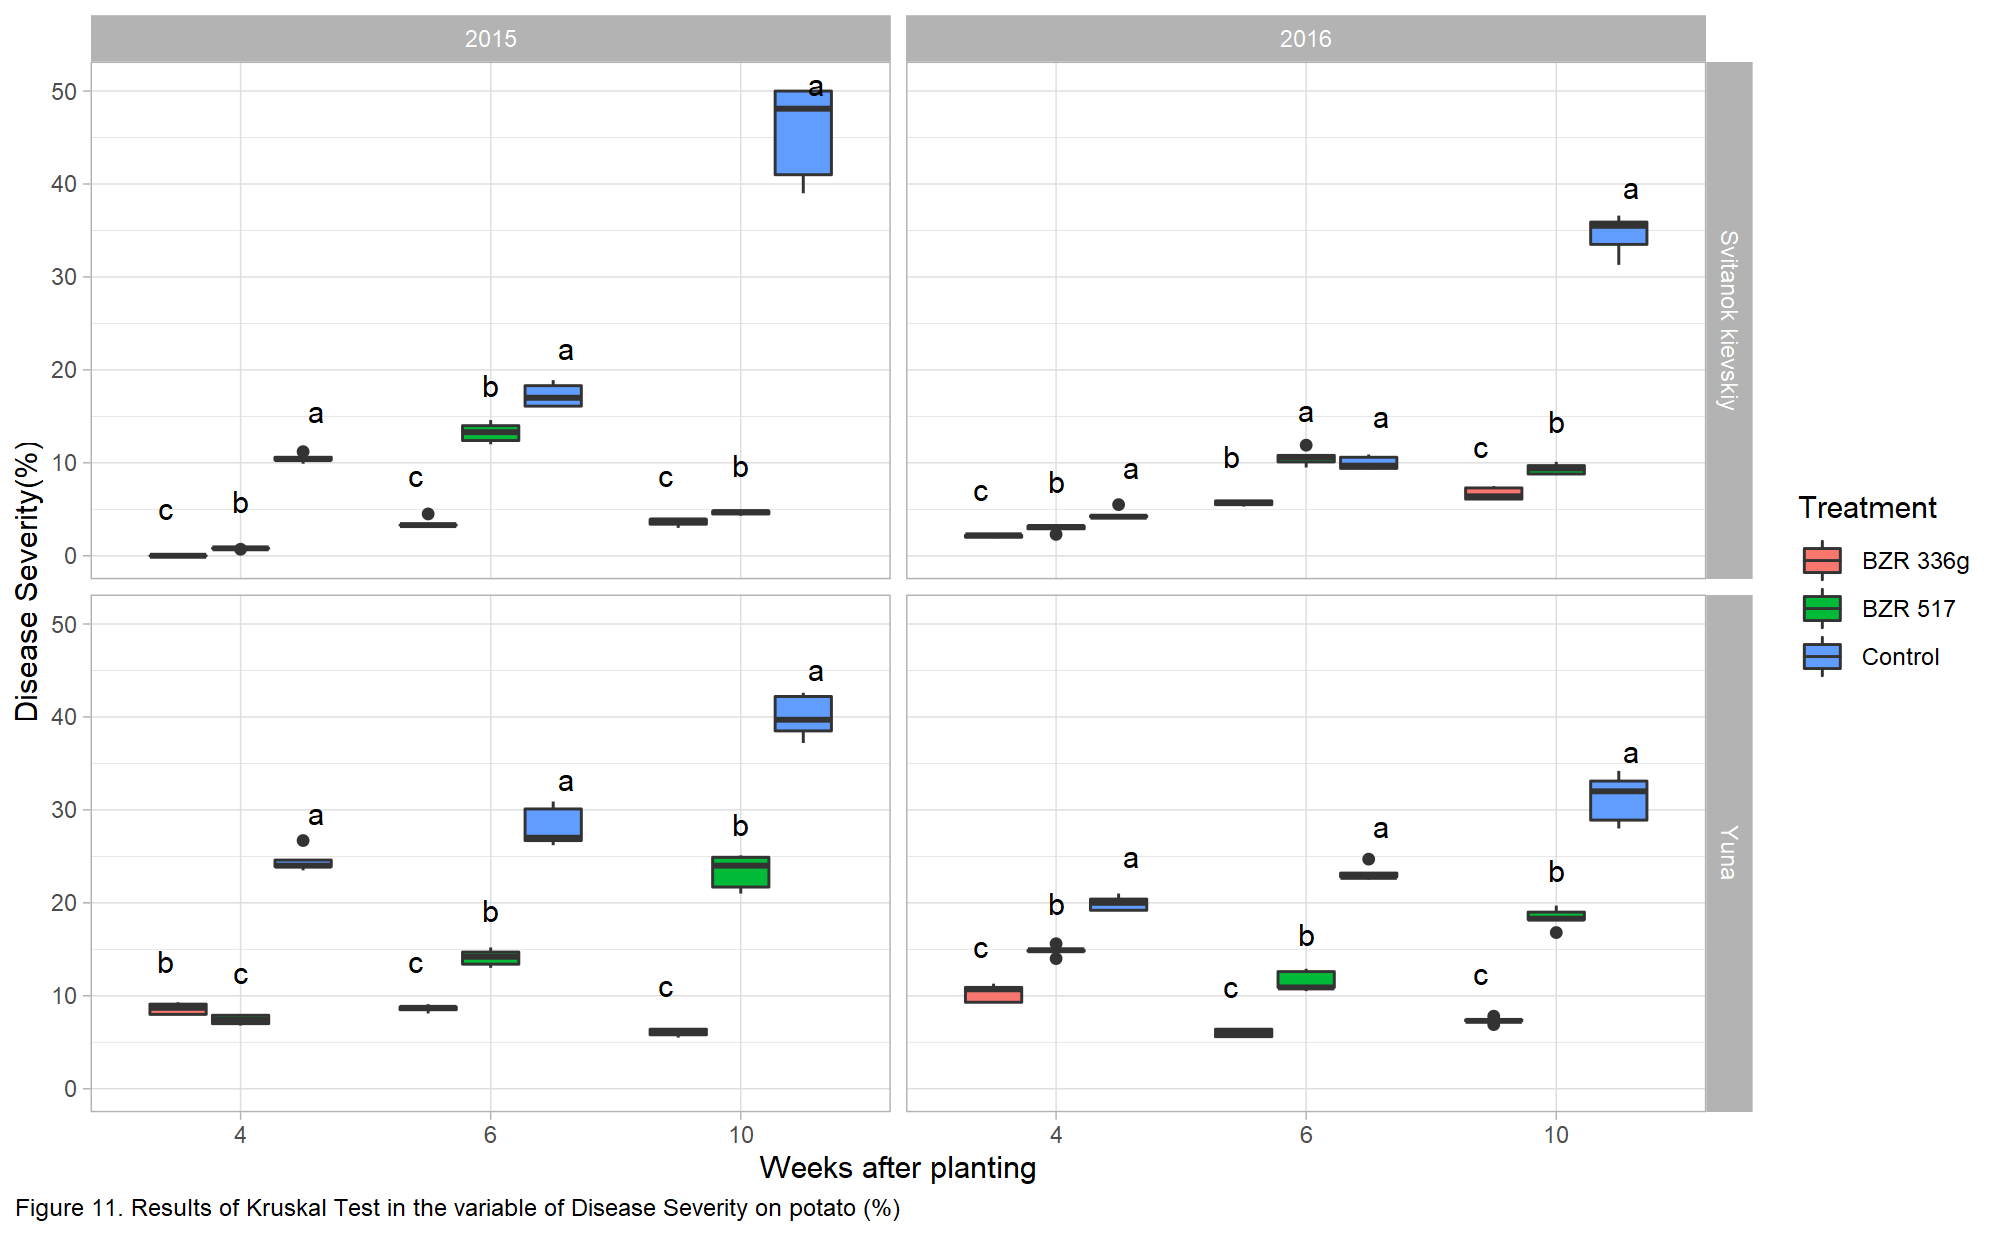 2015
2016
50
40
30
20
10
0
c
b
a
c
b
a
c
b
a
c
b
a
b
a
a
c
b
a
Svitanok kievskiy
50
40
30
20
10
0
b
c
a
c
b
a
c
b
a
c
b
a
c
b
a
c
b
a
Yuna
Disease Severity(%)
4
6
10
4
6
10
Weeks after planting
Treatment
BZR 336g
BZR 517
Control
Figure 11. Results of Kruskal Test in the variable of Disease Severity on potato (%)